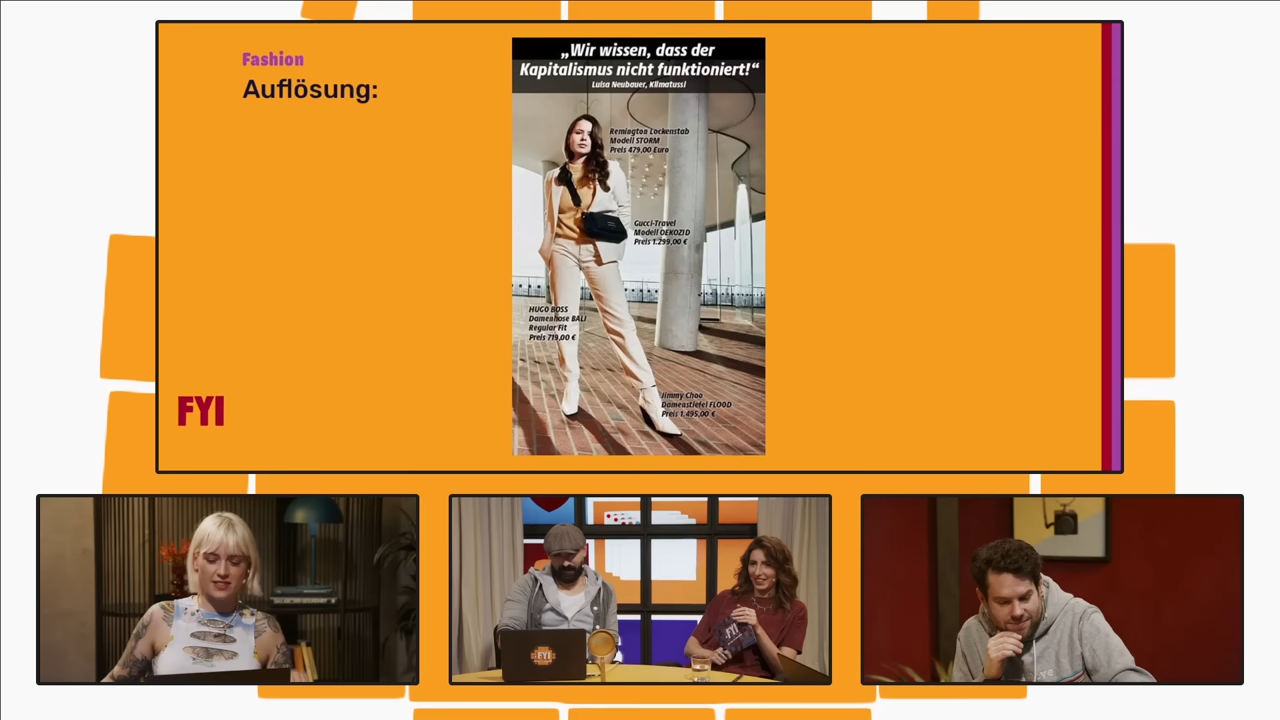 Fashion
Auflösung:
„Wir wissen, dass der
Kapitalismus nicht funktioniert!“
Luisa Neubauer, Klimatussi
Remington Lockenstab
Modell STORM
Preis 479,00 Euro
Gucci-Travel
Modell OEKOZID
Preis 1.299,00 €
HUGO BOSS
Damenhose BALI
Regular Fit
Preis 719,00 €
Jimmy Choo
Damenstiefel FLOOD
Preis 1.495,00 €
FYI
FYI
FYI